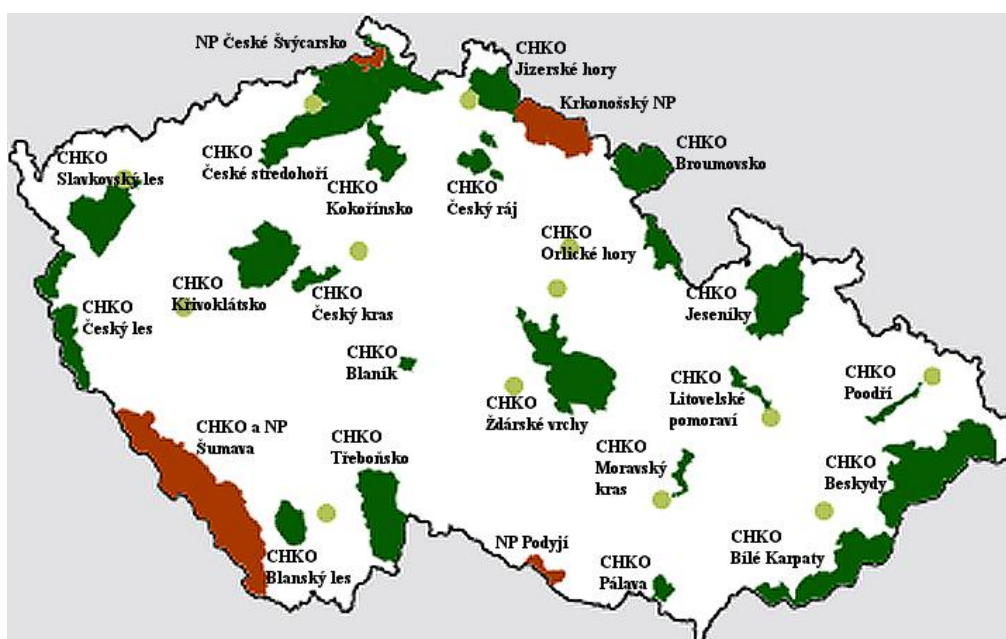 NP České Švýcarsko
CHKO
Jizerské hory
Krkonošský NP
CHKO
Broumovsko
CHKO
Slavkovský les
CHKO
České stredohoří
CHKO
Kokořínsko
CHKO
Český ráj
CHKO
Orlické hory
CHKO
Křivoklátsko
CHKO
Český kras
CHKO
Český les
CHKO
Jeseníky
CHKO
Blaník
CHKO
Ždárské vrchy
CHKO
Litovelské
pomoraví
CHKO
Poodří
CHKO a NP
Šumava
CHKO
Třeboňsko
CHKO
Moravský
kras
CHKO
Beskydy
CHKO
Blanský les
NP Podyjí
CHKO
Pálava
CHKO
Bílé Karpaty